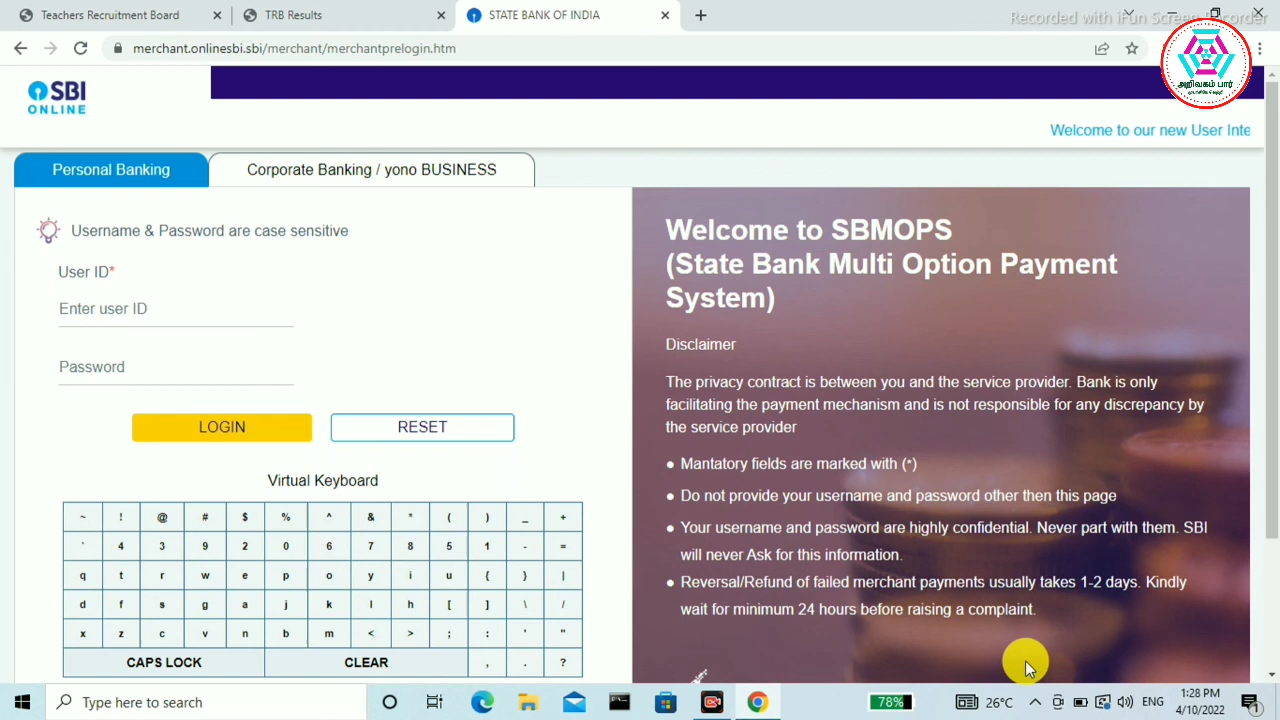 Teachers Recruitment Board
TRB Results
STATE BANK OF INDIA
Recorded with iFun Screen Recorder
merchant.onlinesbi.sbi/merchant/merchantprelogin.htm
அறிவகம் பார்
SBI
ONLINE
Welcome to our new User Inte
Personal Banking
Corporate Banking / yono BUSINESS
Username & Password are case sensitive
User ID*
Enter user ID
Password
LOGIN RESET
Virtual Keyboard
~ ! @ # $ % ^ & * ( ) _ +
` 4 3 9 2 0 6 7 8 5 1 - =
q t r w e p o y i u { } |
d f s g a j k l h [ ] \ /
x z c v n b m < > ; : ' "
CAPS LOCK CLEAR , . ?
Welcome to SBMOPS
(State Bank Multi Option Payment
System)
Disclaimer
The privacy contract is between you and the service provider. Bank is only
facilitating the payment mechanism and is not responsible for any discrepancy by
the service provider
● Mantatory fields are marked with (*)
● Do not provide your username and password other then this page
● Your username and password are highly confidential. Never part with them. SBI
will never Ask for this information.
● Reversal/Refund of failed merchant payments usually takes 1-2 days. Kindly
wait for minimum 24 hours before raising a complaint.
Type here to search
78%
26°C
ENG
1:28 PM
4/10/2022
1